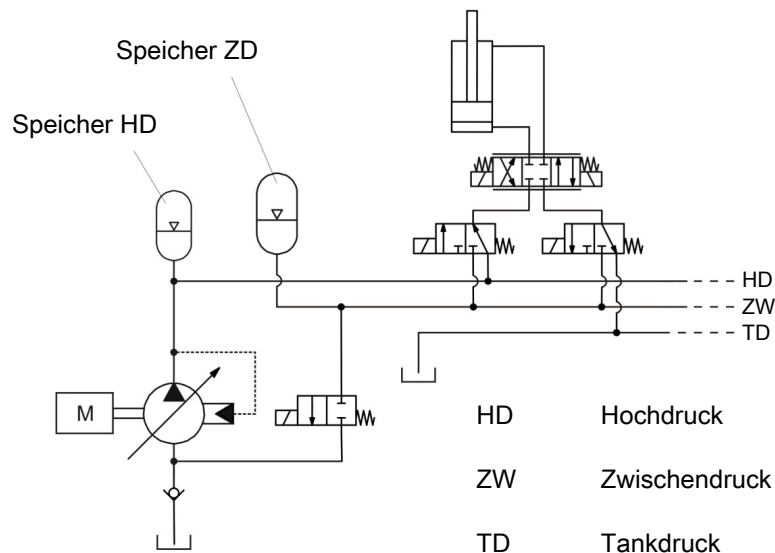 Speicher ZD
Speicher HD
HD
ZW
TD
M
HD Hochdruck
ZW Zwischendruck
TD Tankdruck